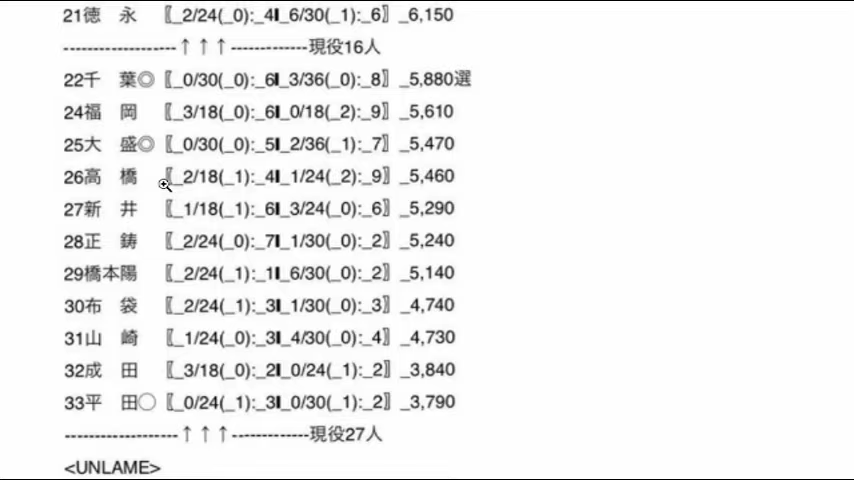 21徳　永　〖_2/24(_0):_4I_6/30(_1):_6〗_6,150
-------------------↑↑↑-------------現役16人
22千　葉◎〖_0/30(_0):_6I_3/36(_0):_8〗_5,880選
24福　岡　〖_3/18(_0):_6I_0/18(_2):_9〗_5,610
25大　盛◎〖_0/30(_0):_5I_2/36(_1):_7〗_5,470
26高　橋　〖_2/18(_1):_4I_1/24(_2):_9〗_5,460
27新　井　〖_1/18(_1):_6I_3/24(_0):_6〗_5,290
28正　鋳　〖_2/24(_0):_7I_1/30(_0):_2〗_5,240
29橋本陽　〖_2/24(_1):_1I_6/30(_0):_2〗_5,140
30布　袋　〖_2/24(_1):_3I_1/30(_0):_3〗_4,740
31山　崎　〖_1/24(_0):_3I_4/30(_0):_4〗_4,730
32成　田　〖_3/18(_0):_2I_0/24(_1):_2〗_3,840
33平　田○〖_0/24(_1):_3I_0/30(_1):_2〗_3,790
-------------------↑↑↑-------------現役27人
<UNLAME>